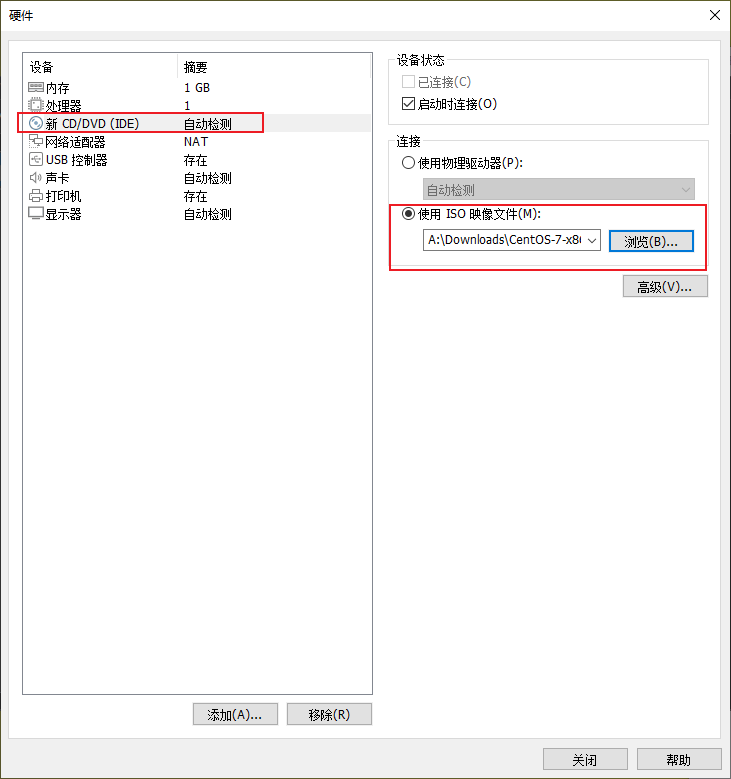 硬件
设备 摘要
内存 1 GB
处理器 1
新 CD/DVD (IDE) 自动检测
网络适配器 NAT
USB 控制器 存在
声卡 自动检测
打印机 存在
显示器 自动检测
添加(A)... 移除(R)
设备状态
已连接(C)
启动时连接(O)
连接
使用物理驱动器(P):
自动检测
使用 ISO 映像文件(M):
A:\Downloads\CentOS-7-x8 浏览(B)...
高级(V)...
关闭 帮助